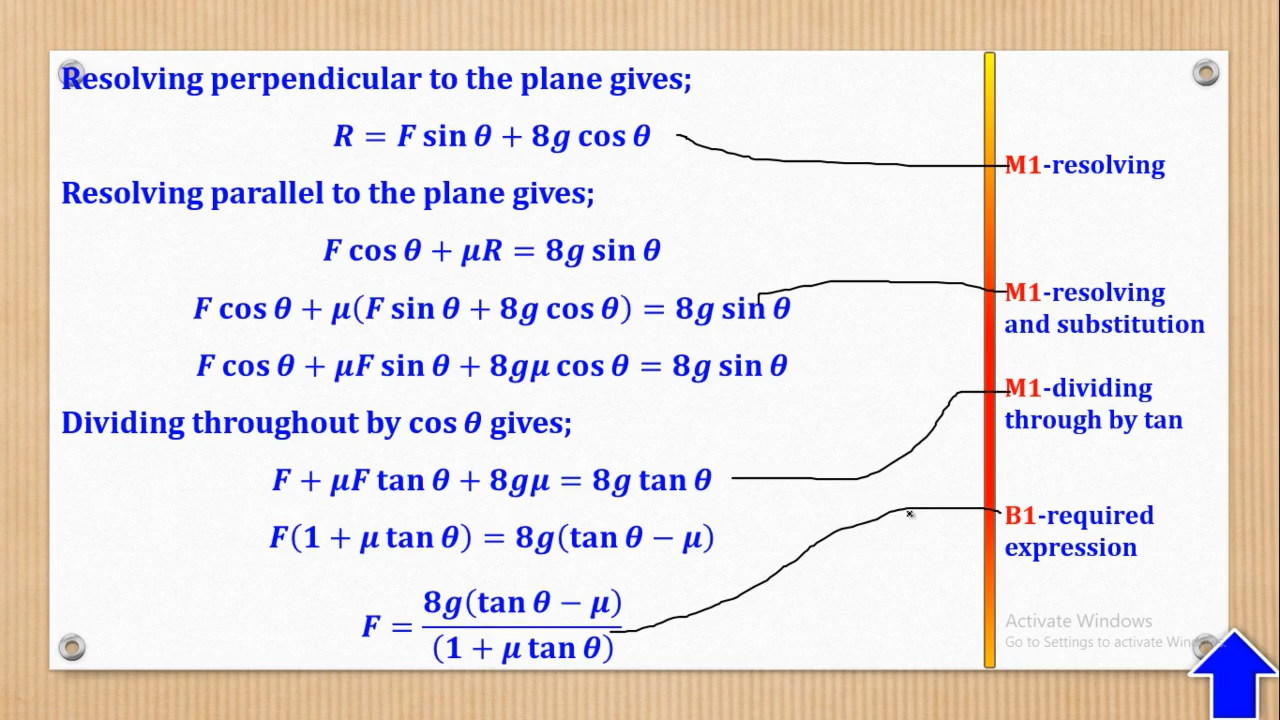 Resolving perpendicular to the plane gives;
R = F sin θ + 8g cos θ
M1-resolving
Resolving parallel to the plane gives;
F cos θ + μR = 8g sin θ
F cos θ + μ(F sin θ + 8g cos θ) = 8g sin θ
M1-resolving
and substitution
F cos θ + μF sin θ + 8gμ cos θ = 8g sin θ
M1-dividing
through by tan
Dividing throughout by cos θ gives;
F + μF tan θ + 8gμ = 8g tan θ
F(1 + μ tan θ) = 8g(tan θ − μ)
B1-required
expression
F = 8g(tan θ − μ) / (1 + μ tan θ)
Activate Windows
Go to Settings to activate Windows.